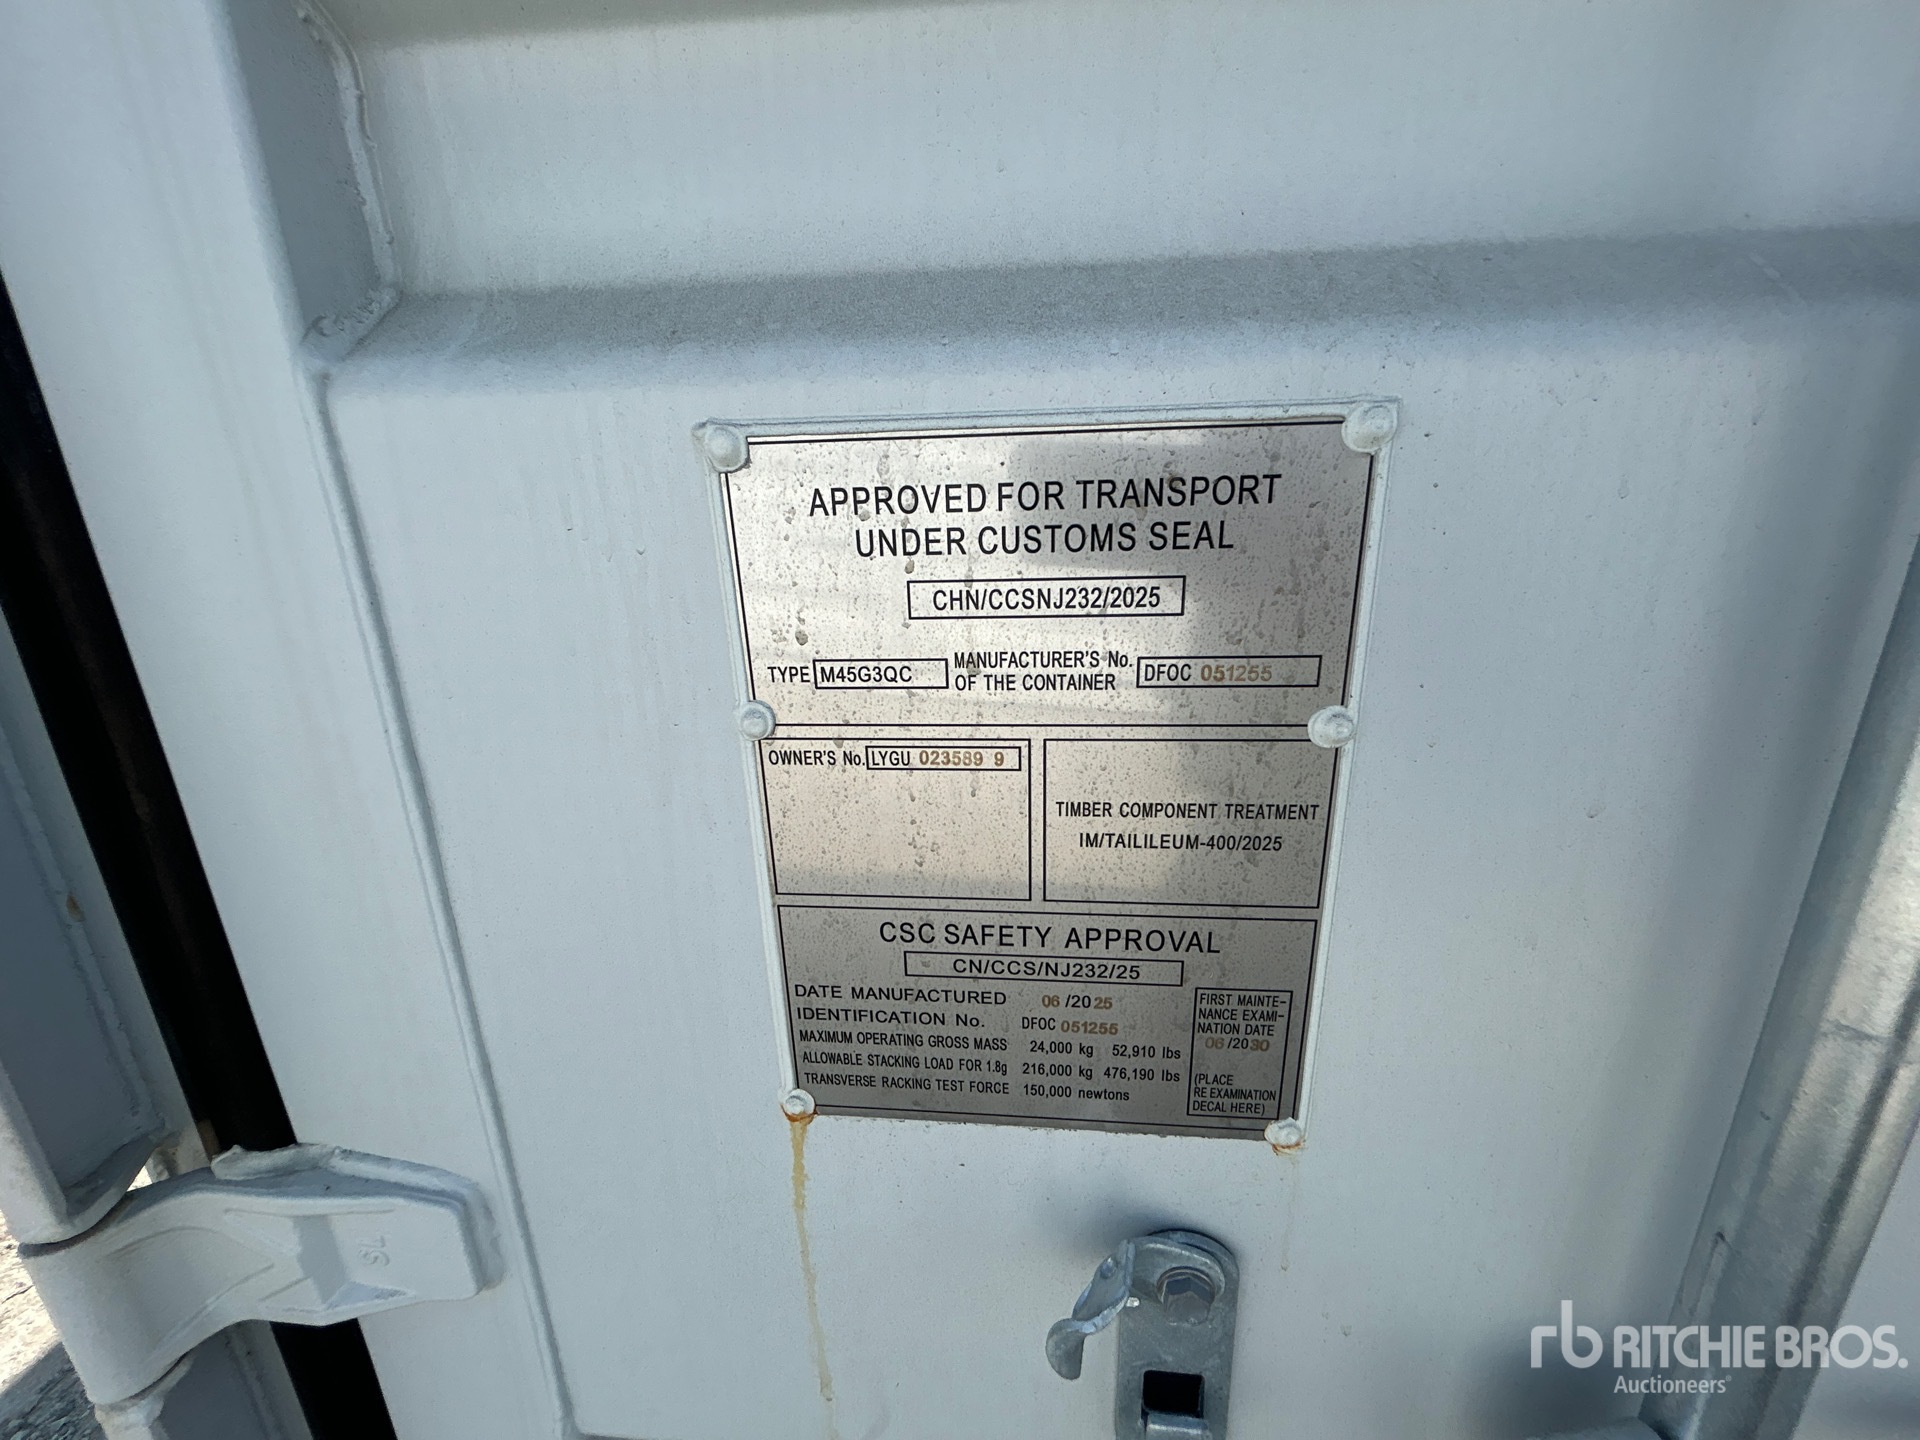 APPROVED FOR TRANSPORT
UNDER CUSTOMS SEAL
CHN/CCSNJ232/2025
TYPE M45G3QC MANUFACTURER'S No. OF THE CONTAINER DFOC 051255
OWNER'S No. LYGU 023589 9
TIMBER COMPONENT TREATMENT
IM/TAILILEUM-400/2025
CSC SAFETY APPROVAL
CN/CCS/NJ232/25
DATE MANUFACTURED 06 /2025
IDENTIFICATION No. DFOC 051255
MAXIMUM OPERATING GROSS MASS 24,000 kg 52,910 lbs
ALLOWABLE STACKING LOAD FOR 1.8g 216,000 kg 476,190 lbs
TRANSVERSE RACKING TEST FORCE 150,000 newtons
FIRST MAINTE-
NANCE EXAMI-
NATION DATE
06 /2030
(PLACE
RE EXAMINATION
DECAL HERE)
SL
rb RITCHIE BROS.
Auctioneers